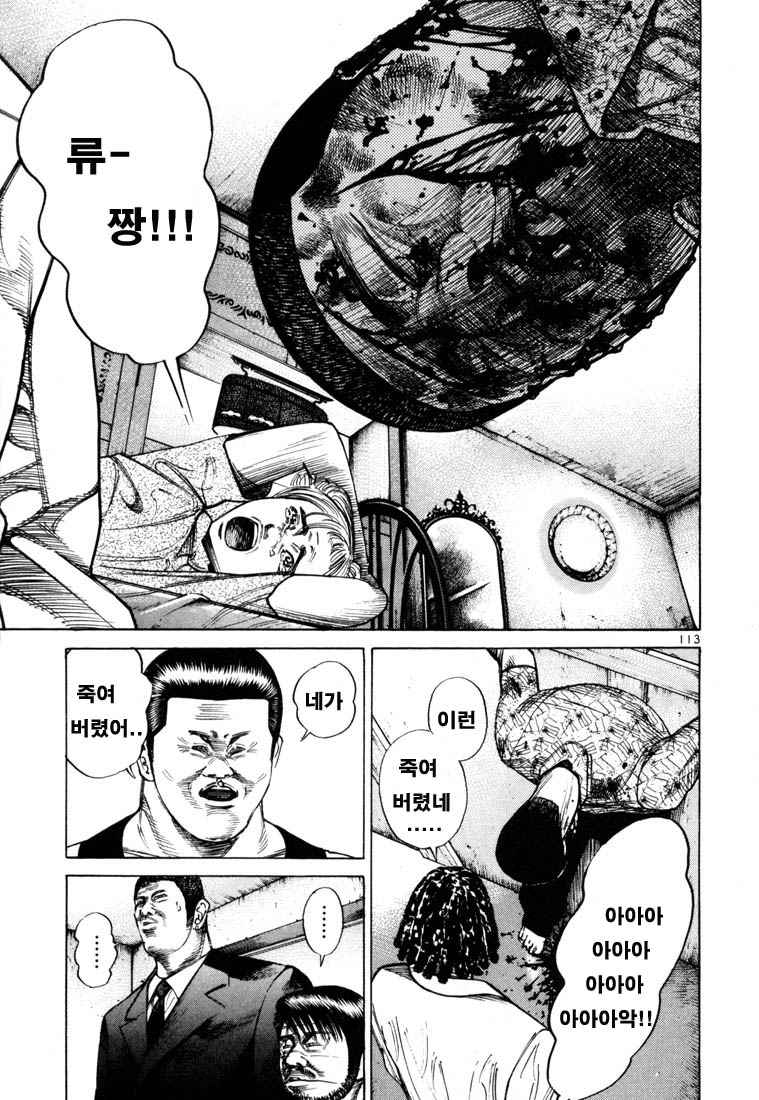 류-
짱!!!
113
이런
죽여
버렸네
.....
아아아
아아아
아아아
아아아악!!
네가
죽여
버렸어..
.....
.....